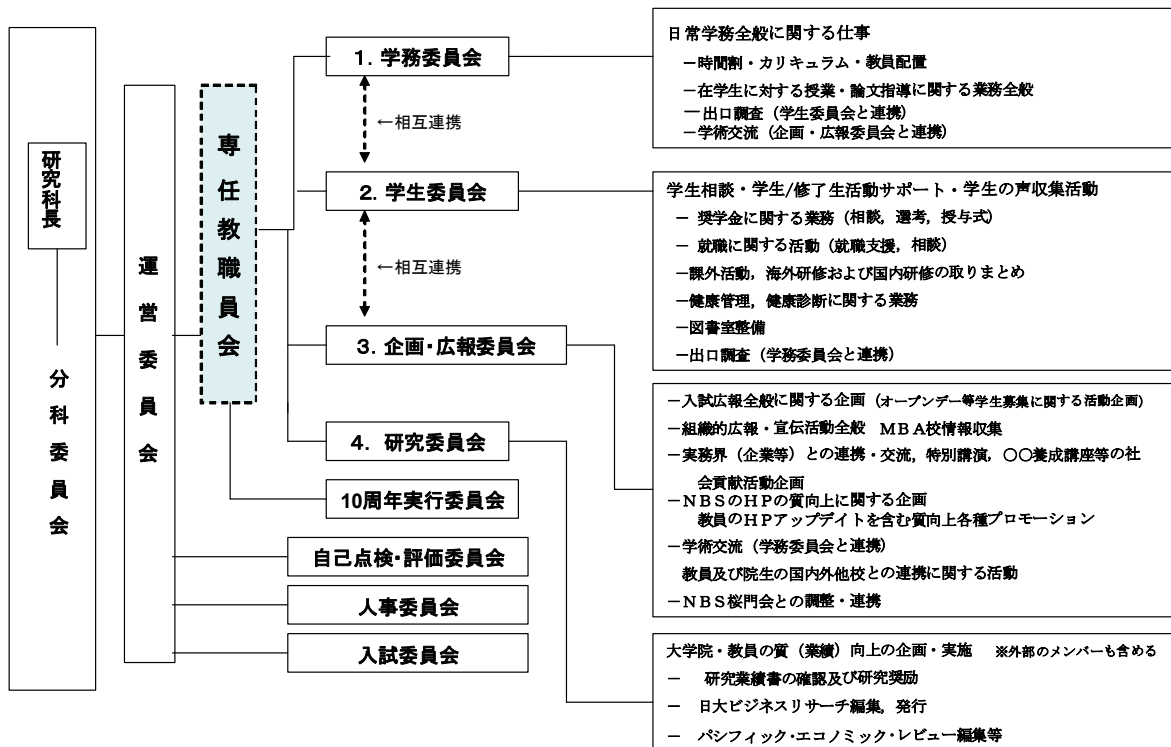 研究科長
分科委員会
運営委員会
専任教職員会
1. 学務委員会
←相互連携
2. 学生委員会
←相互連携
3. 企画・広報委員会
4. 研究委員会
10周年実行委員会
自己点検・評価委員会
人事委員会
入試委員会
日常学務全般に関する仕事
－時間割・カリキュラム・教員配置
－在学生に対する授業・論文指導に関する業務全般
－出口調査（学生委員会と連携）
－学術交流（企画・広報委員会と連携）
学生相談・学生/修了生活動サポート・学生の声収集活動
－ 奨学金に関する業務（相談，選考，授与式）
－ 就職に関する活動（就職支援，相談）
－課外活動，海外研修および国内研修の取りまとめ
－健康管理，健康診断に関する業務
－図書室整備
－出口調査（学務委員会と連携）
－入試広報全般に関する企画（オープンデー等学生募集に関する活動企画）
－組織的広報・宣伝活動全般 ＭＢＡ校情報収集
－実務界（企業等）との連携・交流，特別講演，〇〇養成講座等の社
会貢献活動企画
－ＮＢＳのＨＰの質向上に関する企画
教員のＨＰアップデイトを含む質向上各種プロモーション
－学術交流（学務委員会と連携）
教員及び院生の国内外他校との連携に関する活動
－ＮＢＳ桜門会との調整・連携
大学院・教員の質（業績）向上の企画・実施 ※外部のメンバーも含める
－ 研究業績書の確認及び研究奨励
－ 日大ビジネスリサーチ編集，発行
－ パシフィック・エコノミック・レビュー編集等